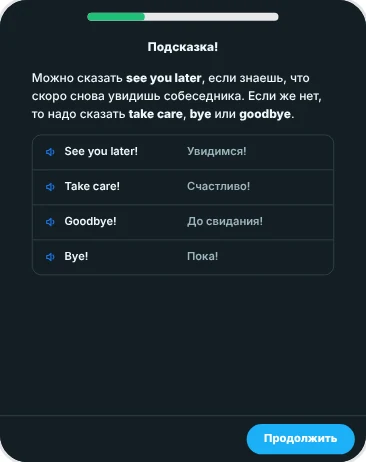 Подсказка!
Можно сказать see you later, если знаешь, что
скоро снова увидишь собеседника. Если же нет,
то надо сказать take care, bye или goodbye.
See you later! Увидимся!
Take care! Счастливо!
Goodbye! До свидания!
Bye! Пока!
Продолжить